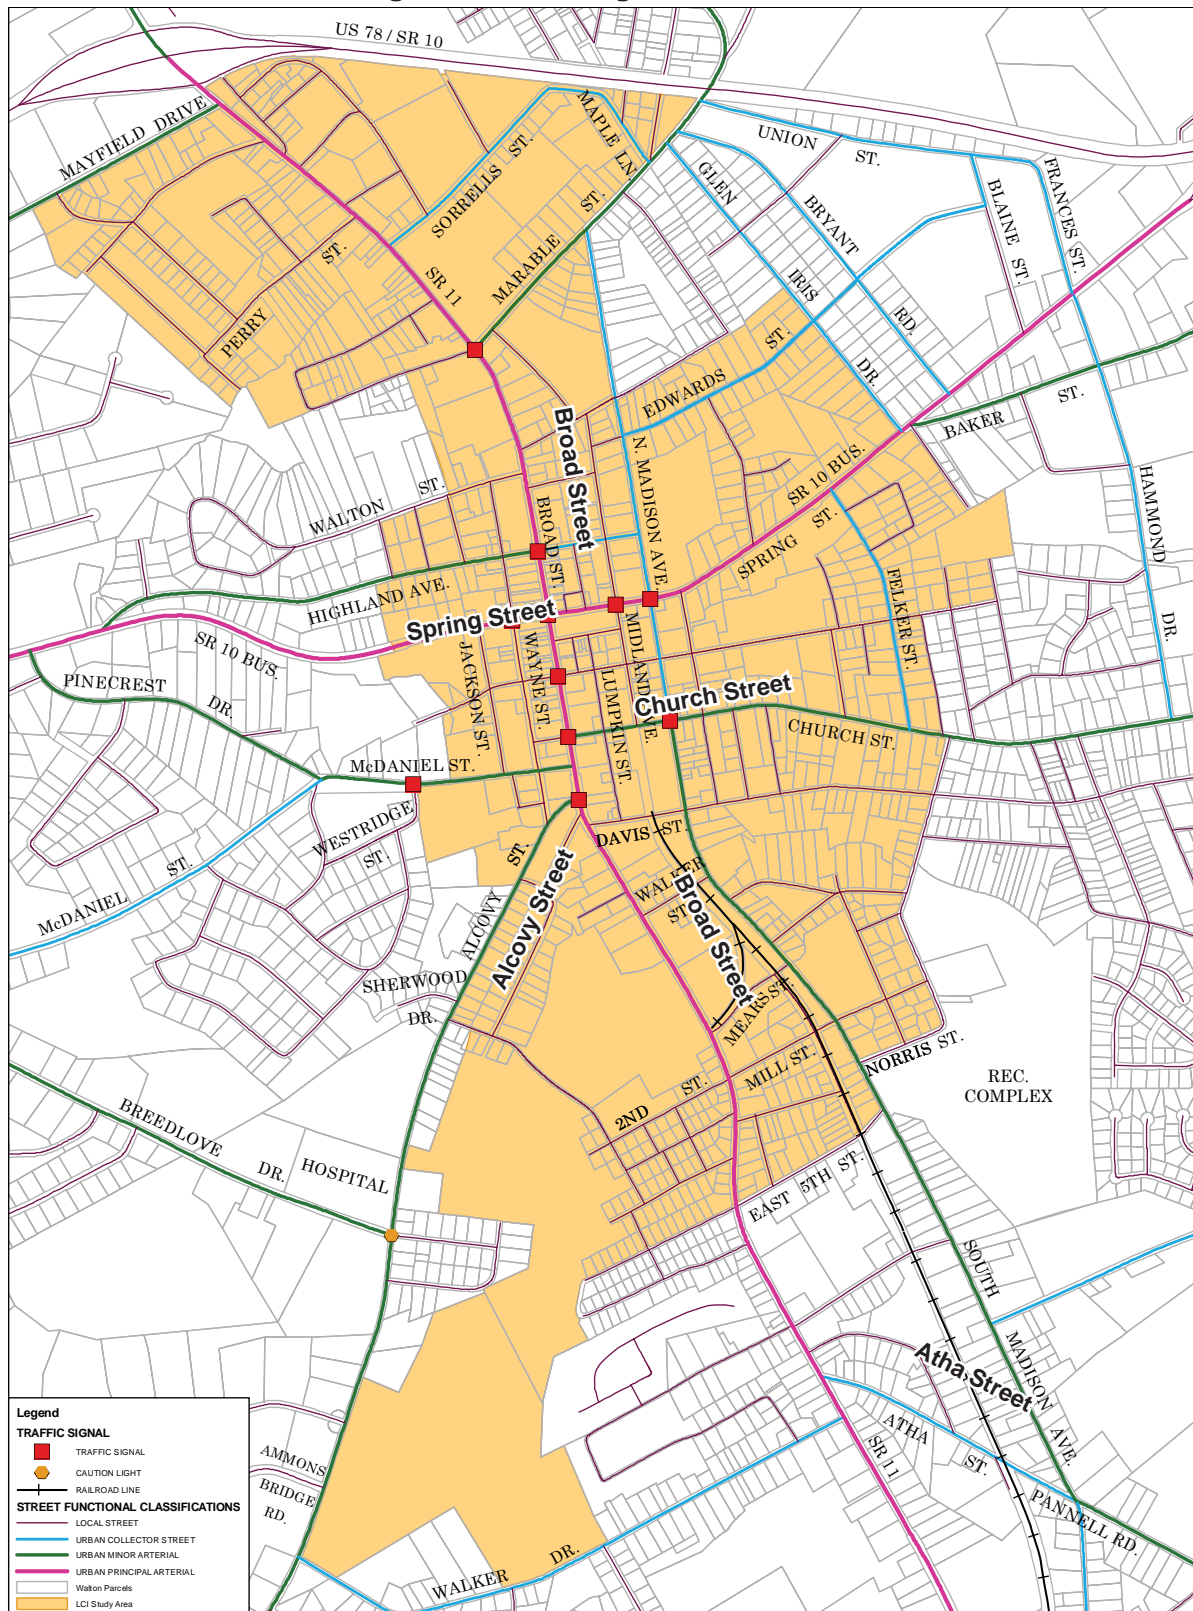 US 78 / SR 10
MAYFIELD DRIVE
MAPLE LN.
SORRELLS ST.
UNION ST.
GLEN IRIS DR.
BRYANT RD.
BLAINE ST.
FRANCES ST.
MARABLE ST.
PERRY ST.
SR 11
EDWARDS ST.
BAKER ST.
Broad Street
N. MADISON AVE.
SR 10 BUS.
WALTON ST.
BROAD ST.
SPRING ST.
HAMMOND DR.
FELKER ST.
HIGHLAND AVE.
Spring Street
SR 10 BUS.
JACKSON ST.
WAYNE ST.
LUMPKIN ST.
MIDLAND AVE.
Church Street
CHURCH ST.
PINECREST DR.
McDANIEL ST.
WESTRIDGE ST.
McDANIEL ST.
DAVIS ST.
WALKER ST.
Broad Street
ALCOVY ST.
Alcovy Street
SHERWOOD DR.
MEARS ST.
MILL ST.
2ND ST.
NORRIS ST.
REC.
COMPLEX
BREEDLOVE DR.
HOSPITAL
EAST 5TH ST.
SOUTH MADISON AVE.
Atha Street
ATHA ST.
SR 11
PANNELL RD.
WALKER DR.
AMMONS
BRIDGE
RD.
Legend
TRAFFIC SIGNAL
TRAFFIC SIGNAL
CAUTION LIGHT
RAILROAD LINE
STREET FUNCTIONAL CLASSIFICATIONS
LOCAL STREET
URBAN COLLECTOR STREET
URBAN MINOR ARTERIAL
URBAN PRINCIPAL ARTERIAL
Walton Parcels
LCI Study Area